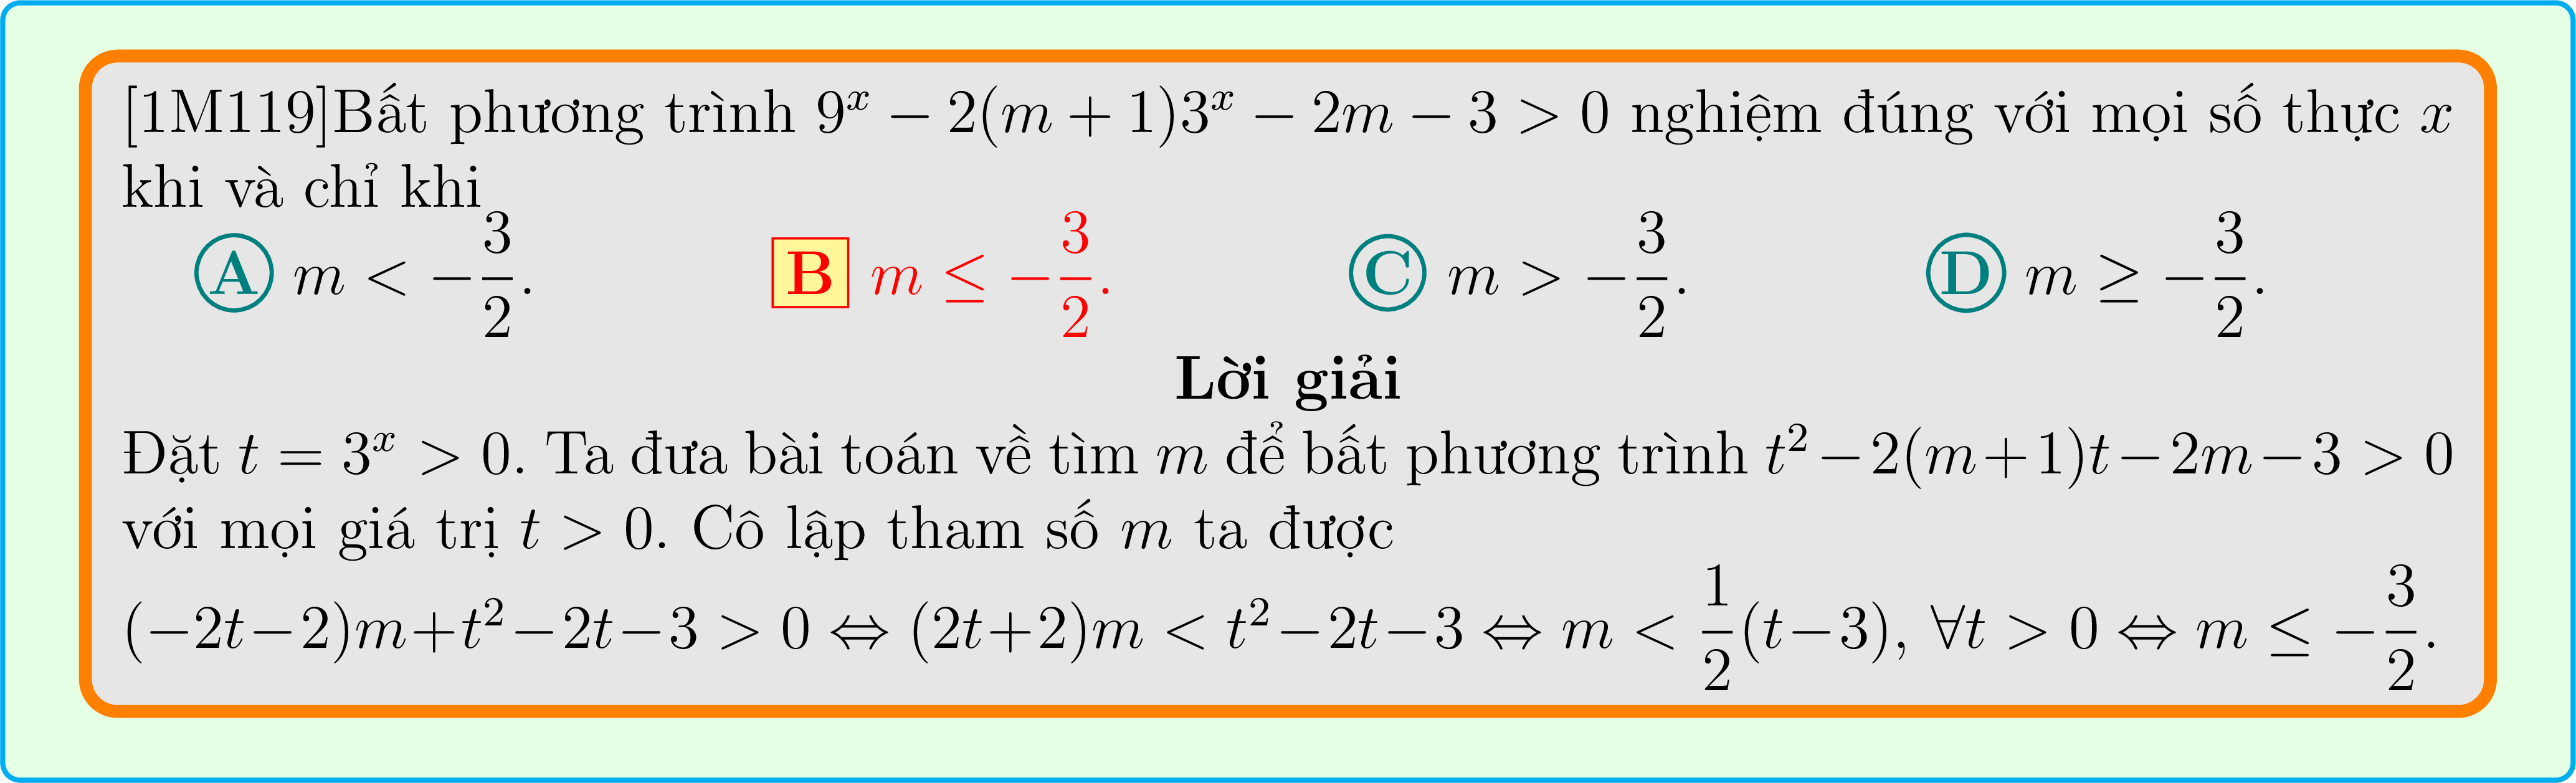 [1M119]Bất phương trình $9^x - 2(m + 1)3^x - 2m - 3 > 0$ nghiệm đúng với mọi số thực $x$
khi và chỉ khi
A $m < -\frac{3}{2}$. B $m \leq -\frac{3}{2}$. C $m > -\frac{3}{2}$. D $m \geq -\frac{3}{2}$.
Lời giải
Đặt $t = 3^x > 0$. Ta đưa bài toán về tìm $m$ để bất phương trình $t^2 - 2(m+1)t - 2m - 3 > 0$
với mọi giá trị $t > 0$. Cô lập tham số $m$ ta được
$(-2t-2)m + t^2 - 2t - 3 > 0 \Leftrightarrow (2t+2)m < t^2 - 2t - 3 \Leftrightarrow m < \frac{1}{2}(t-3), \forall t > 0 \Leftrightarrow m \leq -\frac{3}{2}.$